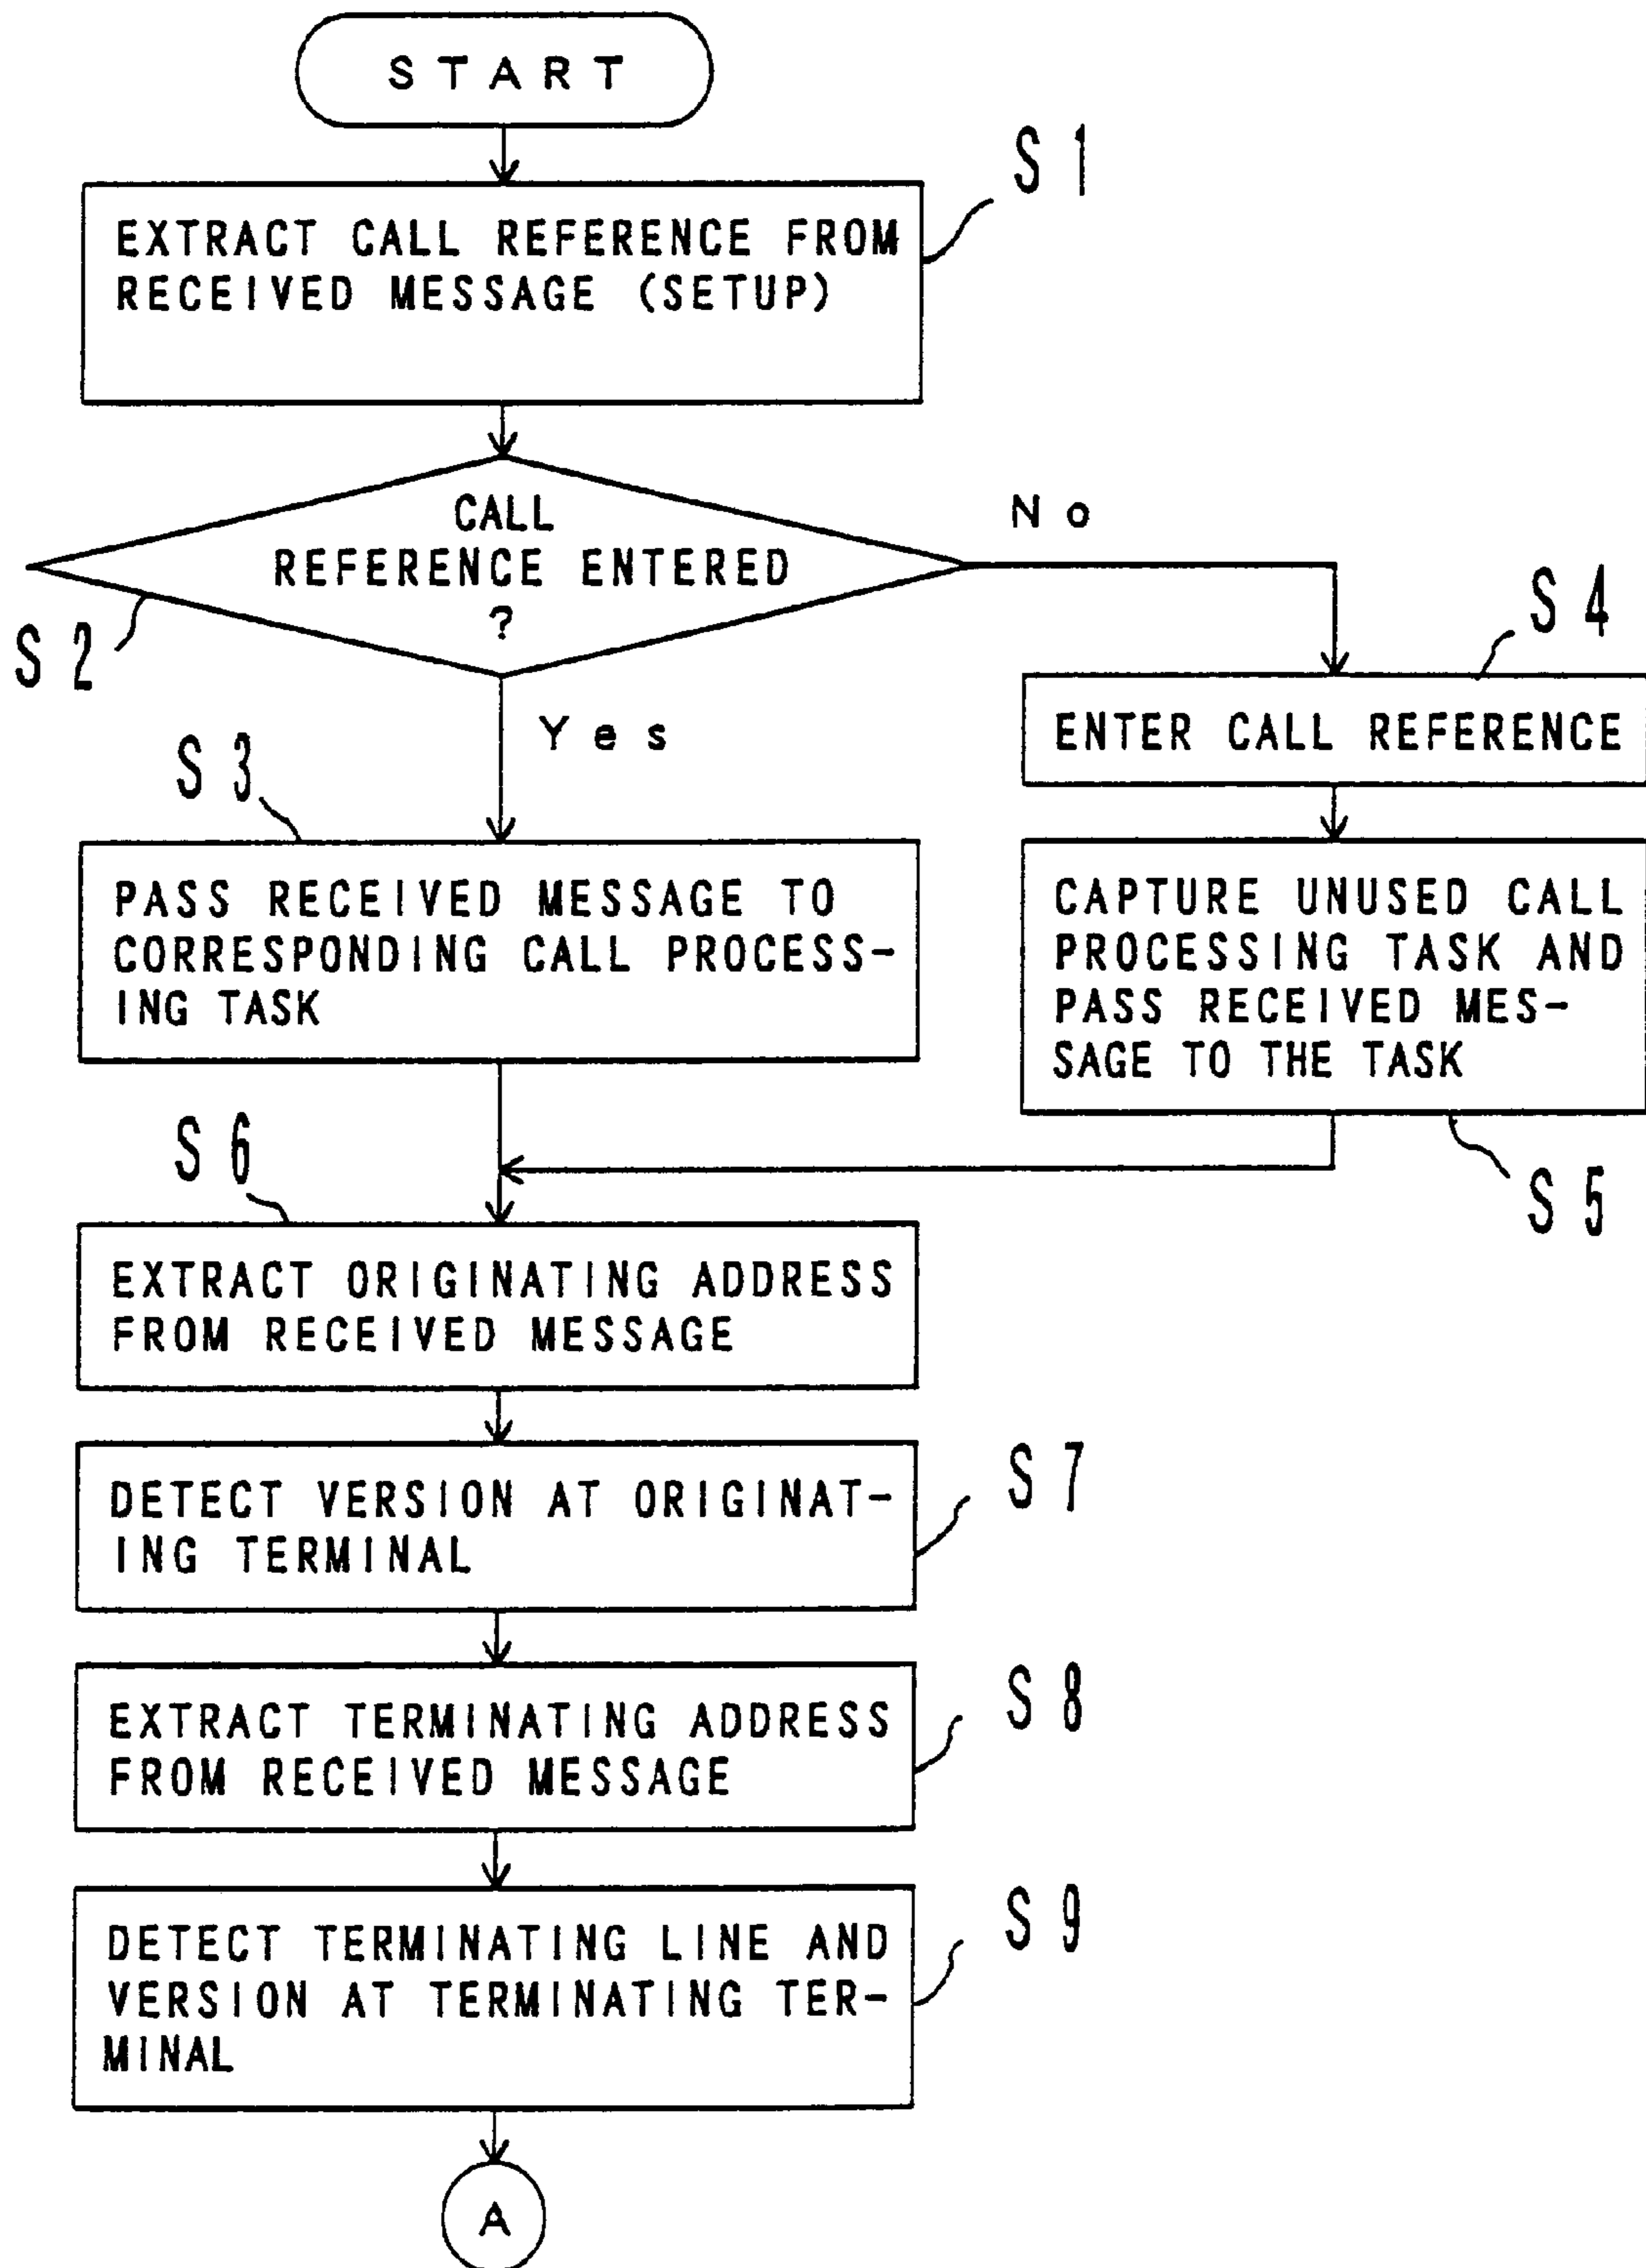 START
S1
EXTRACT CALL REFERENCE FROM
RECEIVED MESSAGE (SETUP)
CALL
REFERENCE ENTERED
?
No
S2
Yes
S4
ENTER CALL REFERENCE
S3
PASS RECEIVED MESSAGE TO
CORRESPONDING CALL PROCESS-
ING TASK
CAPTURE UNUSED CALL
PROCESSING TASK AND
PASS RECEIVED MES-
SAGE TO THE TASK
S5
S6
EXTRACT ORIGINATING ADDRESS
FROM RECEIVED MESSAGE
S7
DETECT VERSION AT ORIGINAT-
ING TERMINAL
S8
EXTRACT TERMINATING ADDRESS
FROM RECEIVED MESSAGE
S9
DETECT TERMINATING LINE AND
VERSION AT TERMINATING TER-
MINAL
A